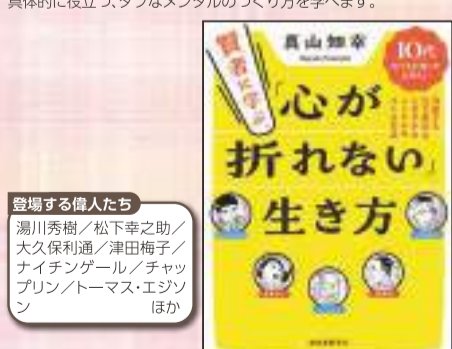 具体的に役立つ、タフなメンタルのつくり方を学べます。
真山知幸
10代
賢者に学ぶ
「心が
折れない」
生き方
登場する偉人たち
湯川秀樹／松下幸之助／
大久保利通／津田梅子／
ナイチンゲール／チャッ
プリン／トーマス・エジソ
ン　ほか